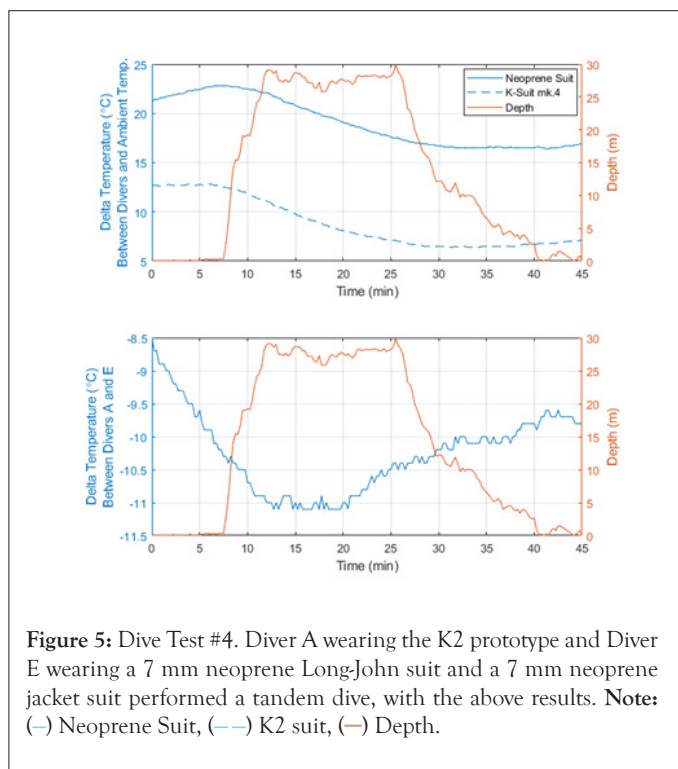 Delta Temperature (°C)
Between Divers and Ambient Temp.
25
20
15
10
5
Neoprene Suit
K-Suit mk.4
Depth
30
25
20
15
10
5
0
Depth (m)
0 5 10 15 20 25 30 35 40 45
Time (min)
Delta Temperature (°C)
Between Divers A and E
-8.5
-9
-9.5
-10
-10.5
-11
-11.5
30
25
20
15
10
5
0
Depth (m)
0 5 10 15 20 25 30 35 40 45
Time (min)
Figure 5: Dive Test #4. Diver A wearing the K2 prototype and Diver
E wearing a 7 mm neoprene Long-John suit and a 7 mm neoprene
jacket suit performed a tandem dive, with the above results. Note:
(—) Neoprene Suit, (— —) K2 suit, (—) Depth.